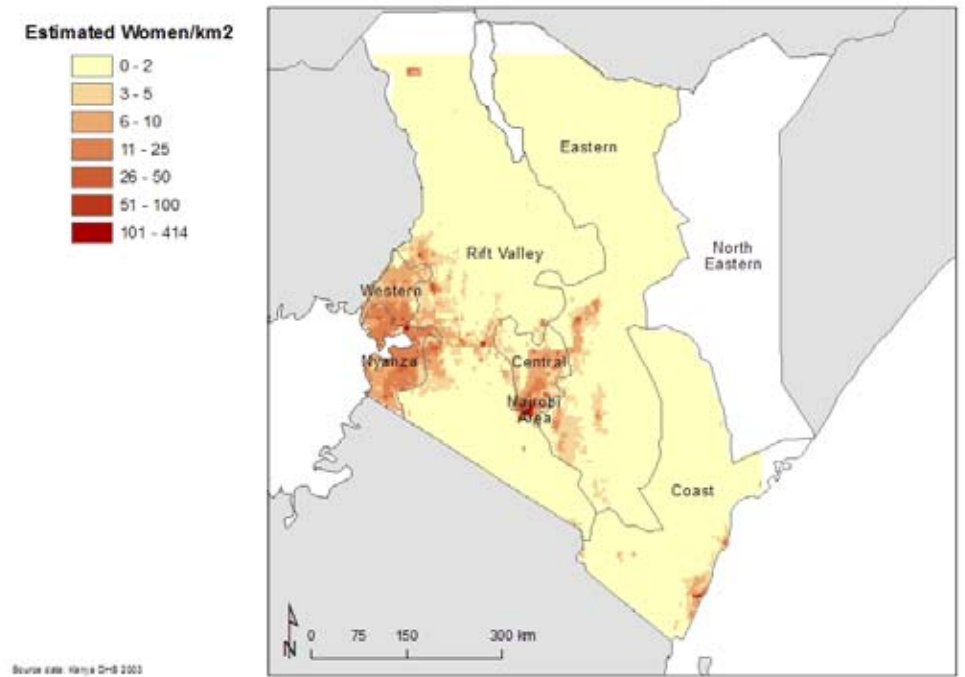 Estimated Women/km2
0 - 2
3 - 5
6 - 10
11 - 25
26 - 50
51 - 100
101 - 414
Eastern
North
Eastern
Rift Valley
Western
Nyanza
Central
Nairobi
Area
Coast
N
0 75 150 300 km
Source data: Kenya DHS 2003